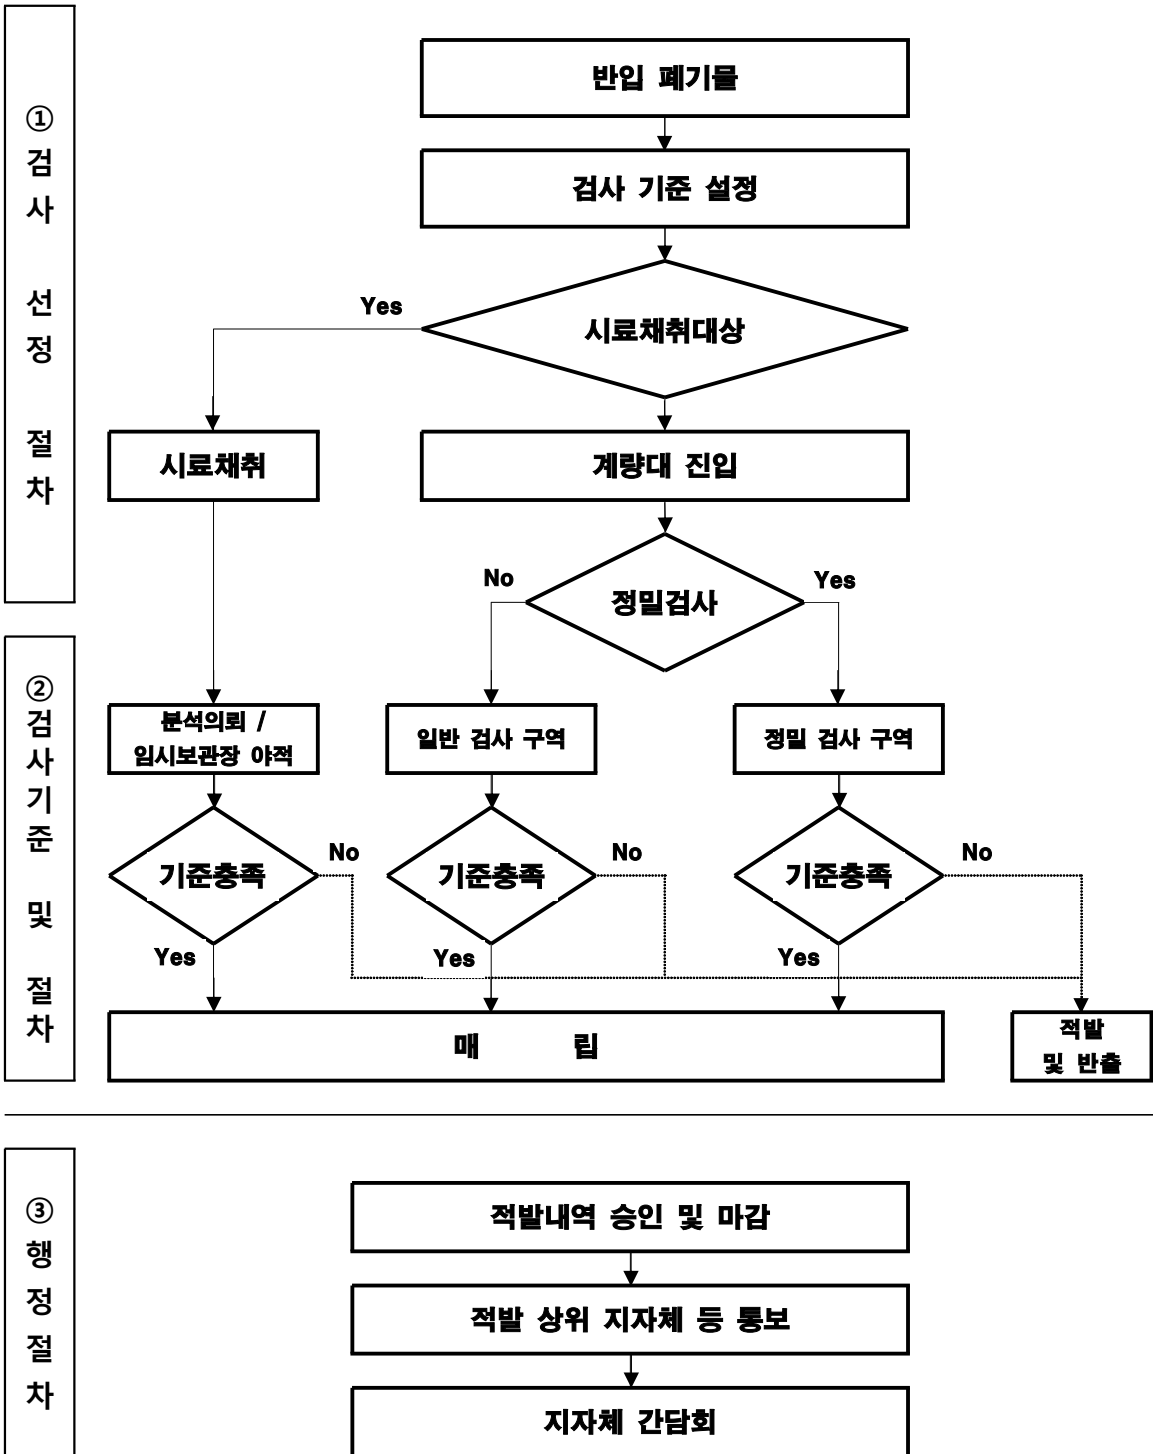 ① 검사 선정 절차
반입 폐기물
검사 기준 설정
시료채취대상
Yes
시료채취
계량대 진입
정밀검사
No
Yes
② 검사기준 및 절차
분석의뢰 /
임시보관장 야적
일반 검사 구역
정밀 검사 구역
기준충족
No
기준충족
No
기준충족
No
Yes
Yes
Yes
매 립
적발
및 반출
③ 행정절차
적발내역 승인 및 마감
적발 상위 지자체 등 통보
지자체 간담회